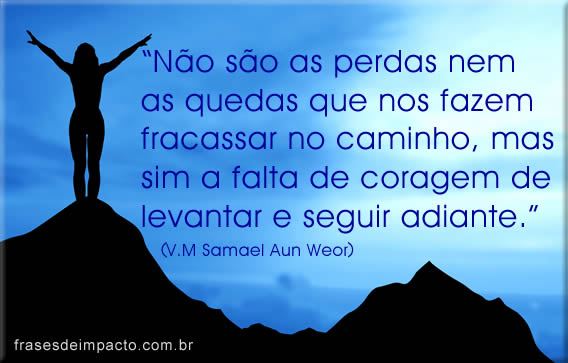 “Não são as perdas nem
as quedas que nos fazem
fracassar no caminho, mas
sim a falta de coragem de
levantar e seguir adiante.”
(V.M Samael Aun Weor)
frasesdeimpacto.com.br